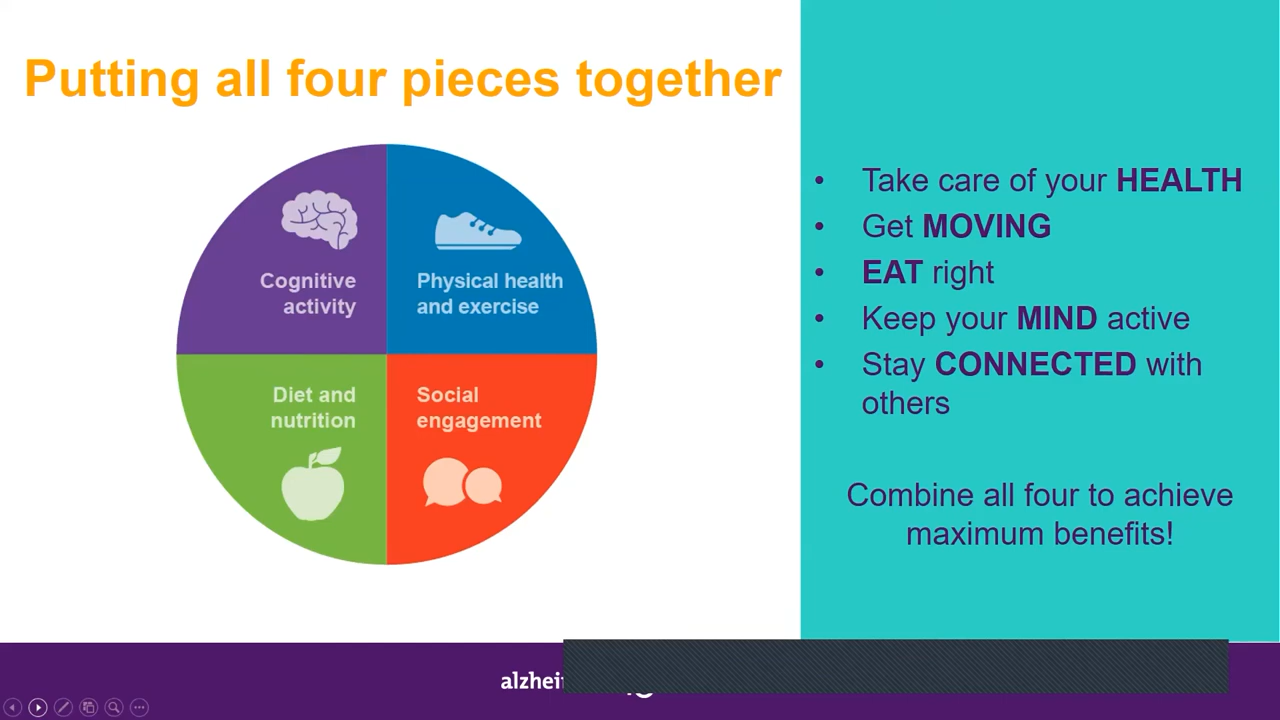 Putting all four pieces together
Cognitive
activity
Physical health
and exercise
Diet and
nutrition
Social
engagement
• Take care of your HEALTH
• Get MOVING
• EAT right
• Keep your MIND active
• Stay CONNECTED with
others
Combine all four to achieve
maximum benefits!